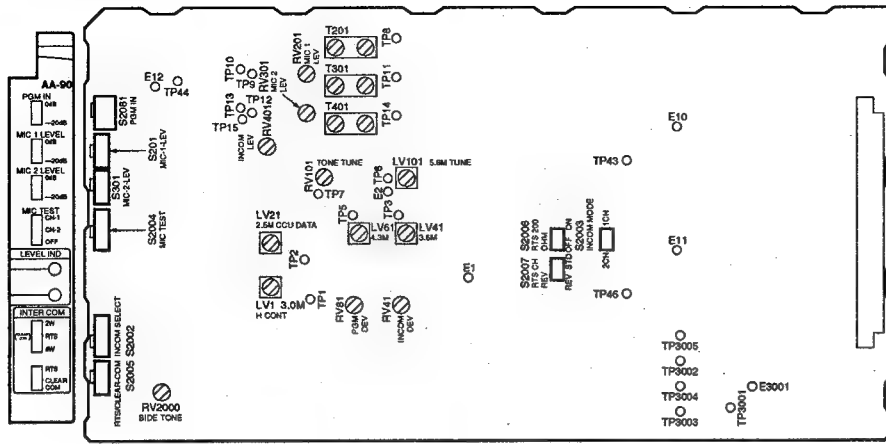 AA-90
PGM IN
0dB
-20dB
MIC 1 LEVEL
0dB
-20dB
MIC 2 LEVEL
0dB
-20dB
MIC TEST
CH-1
CH-2
OFF
LEVEL IND
INTER COM
2W
RTS
4W
RTS
CLEAR COM
S2081
PGM IN
S201
MIC-1-LEV
S301
MIC-2-LEV
S2004
MIC TEST
INCOM SELECT
S2002
RTS/CLEAR-COM
S2005
E12
TP44
TP10
TP9
RV301
MIC 2 LEV
RV201
MIC 1 LEV
TP13
TP12
TP15
RV4012
INCOM LEV
T201
TP8
T301
TP11
T401
TP14
TONE TUNE
RV101
TP7
LV101
5.8M TUNE
TP6
E2
TP3
TP5
LV21
2.5M CCU DATA
LV61
4.3M
LV41
3.6M
TP2
LV1 3.0M
H CONT
TP1
RV81
PGM DEV
RV41
INCOM DEV
E1
S2006
RTS 200 OHM
OFF
ON
S2003
INCOM MODE
1CH
2CH
S2007
RTS CH REV
REV
STD
E10
TP43
E11
TP46
RV2000
SIDE TONE
TP3005
TP3002
TP3004
TP3003
E3001
TP3001